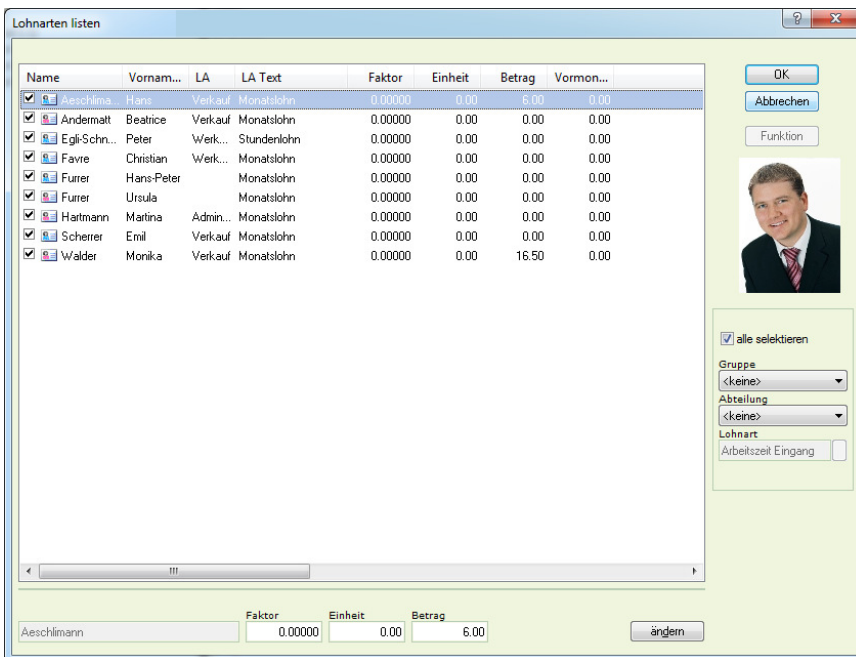 Lohnarten listen
Name Vornam... LA LA Text Faktor Einheit Betrag Vormon...
Aeschlima... Hans Verkauf Monatslohn 0.00000 0.00 6.00 0.00
Andermatt Beatrice Verkauf Monatslohn 0.00000 0.00 0.00 0.00
Egli-Schn... Peter Werk... Stundenlohn 0.00000 0.00 0.00 0.00
Favre Christian Werk... Monatslohn 0.00000 0.00 0.00 0.00
Furrer Hans-Peter Monatslohn 0.00000 0.00 0.00 0.00
Furrer Ursula Monatslohn 0.00000 0.00 0.00 0.00
Hartmann Martina Admin... Monatslohn 0.00000 0.00 0.00 0.00
Scherrer Emil Verkauf Monatslohn 0.00000 0.00 0.00 0.00
Walder Monika Verkauf Monatslohn 0.00000 0.00 16.50 0.00
OK
Abbrechen
Funktion
alle selektieren
Gruppe
<keine>
Abteilung
<keine>
Lohnart
Arbeitszeit Eingang
Faktor Einheit Betrag
Aeschlimann 0.00000 0.00 6.00 ändern